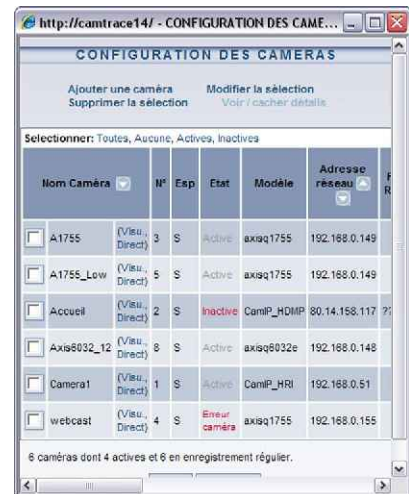 http://camtrace14/ - CONFIGURATION DES CAME...
CONFIGURATION DES CAMERAS
Ajouter une caméra Modifier la sélection
Supprimer la sélection Voir / cacher détails
Selectionner: Toutes, Aucune, Actives, Inactives
Nom Caméra N° Esp Etat Modèle Adresse réseau
A1755 (Visu., Direct) 3 S Active axisq1755 192.168.0.149
A1755_Low (Visu., Direct) 5 S Active axisq1755 192.168.0.149
Accueil (Visu., Direct) 2 S Inactive CamIP_HDMP 80.14.158.117 ??
Axis6032_12 (Visu., Direct) 8 S Active axisq6032e 192.168.0.148
Camera1 (Visu., Direct) 1 S Active CamIP_HRI 192.168.0.51
webcast (Visu., Direct) 4 S Erreur caméra axisq1755 192.168.0.155
6 caméras dont 4 actives et 6 en enregistrement régulier.